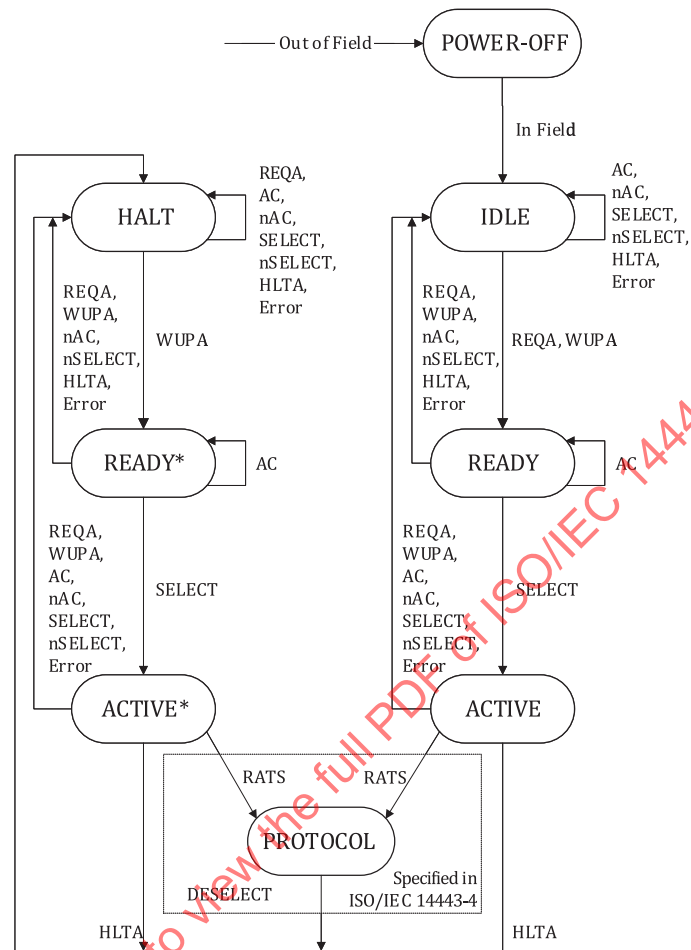 Out of Field
POWER-OFF
In Field
HALT
REQA,
AC,
nAC,
SELECT,
nSELECT,
HLTA,
Error
IDLE
AC,
nAC,
SELECT,
nSELECT,
HLTA,
Error
REQA,
WUPA,
nAC,
nSELECT,
HLTA,
Error
WUPA
REQA,
WUPA,
nAC,
nSELECT,
HLTA,
Error
REQA, WUPA
READY*
AC
READY
AC
REQA,
WUPA,
AC,
nAC,
SELECT,
nSELECT,
Error
SELECT
REQA,
WUPA,
AC,
nAC,
SELECT,
nSELECT,
Error
SELECT
ACTIVE*
ACTIVE
RATS
RATS
PROTOCOL
DESELECT
Specified in
ISO/IEC 14443-4
HLTA
HLTA
to view the full PDF of ISO/IEC 1444